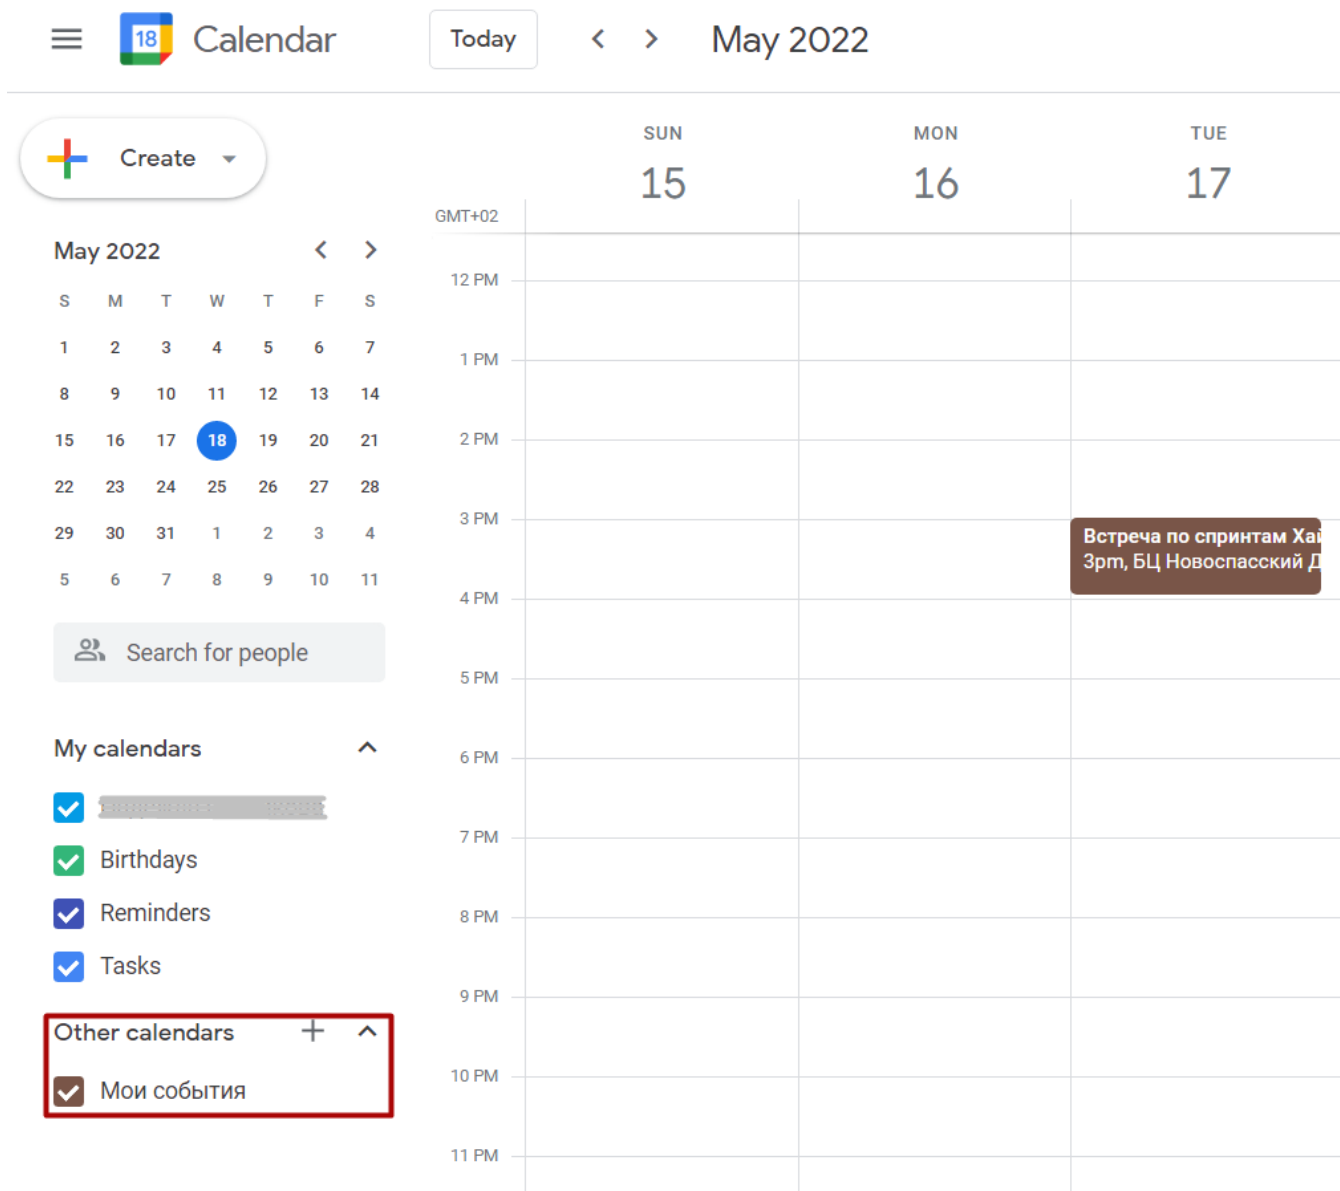 18 Calendar Today May 2022
Create
SUN MON TUE
15 16 17
GMT+02
May 2022
S M T W T F S
1 2 3 4 5 6 7
8 9 10 11 12 13 14
15 16 17 18 19 20 21
22 23 24 25 26 27 28
29 30 31 1 2 3 4
5 6 7 8 9 10 11
Search for people
My calendars
Birthdays
Reminders
Tasks
Other calendars
Мои события
12 PM
1 PM
2 PM
3 PM
4 PM
5 PM
6 PM
7 PM
8 PM
9 PM
10 PM
11 PM
Встреча по спринтам Хай
3pm, БЦ Новоспасский Д